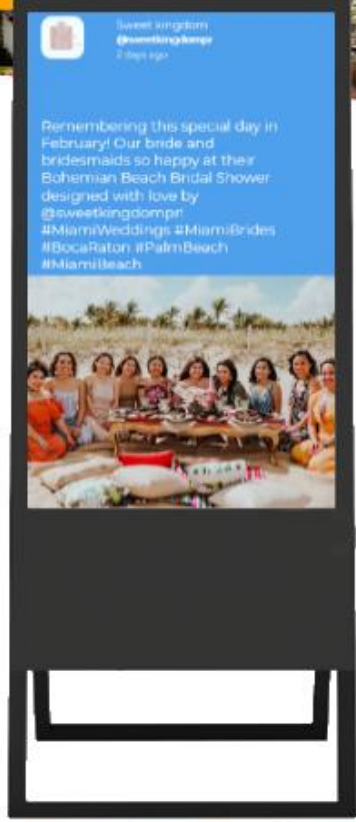 Sweet kingdom
@sweetkingdompr
2 days ago
Remembering this special day in
February! Our bride and
bridesmaids so happy at their
Bohemian Beach Bridal Shower
designed with love by
@sweetkingdompr!
#MiamiWeddings #MiamiBrides
#BocaRaton #PalmBeach
#MiamiBeach